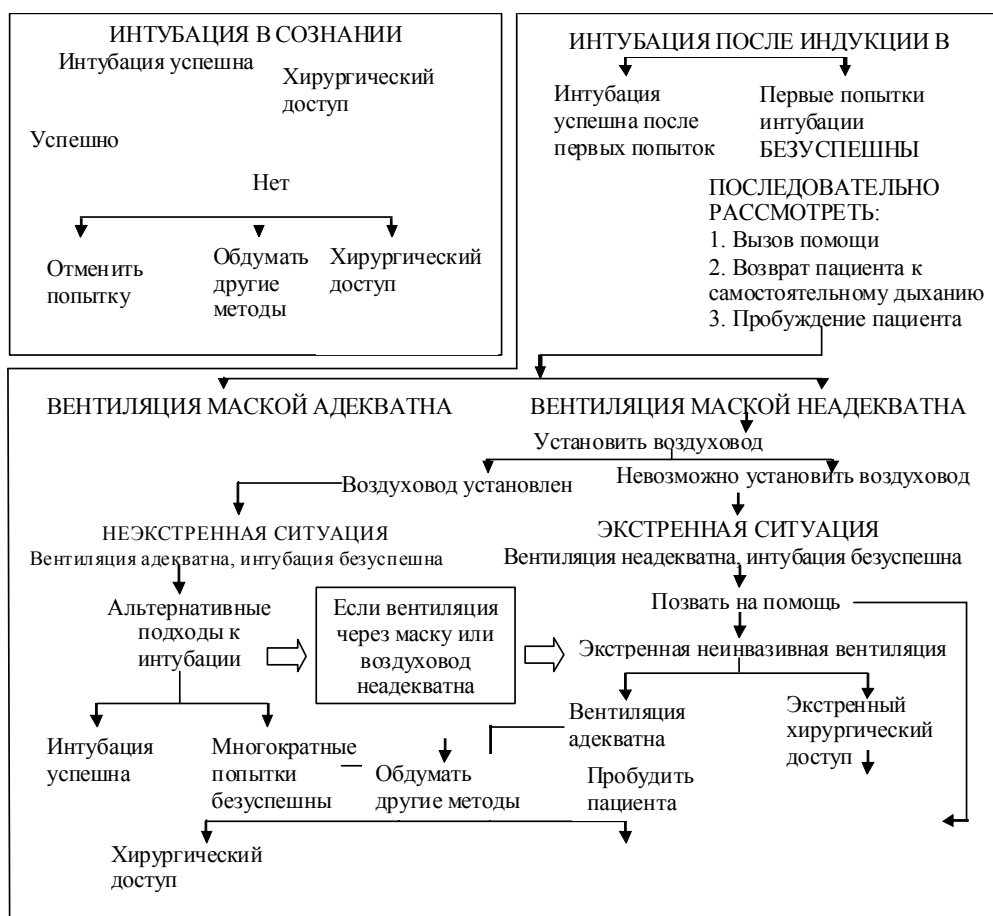 ИНТУБАЦИЯ В СОЗНАНИИ
Интубация успешна
Хирургический
доступ
Успешно
Нет
Отменить
попытку
Обдумать
другие
методы
Хирургический
доступ
ИНТУБАЦИЯ ПОСЛЕ ИНДУКЦИИ В
Интубация
успешна после
первых попыток
Первые попытки
интубации
БЕЗУСПЕШНЫ
ПОСЛЕДОВАТЕЛЬНО
РАССМОТРЕТЬ:
1. Вызов помощи
2. Возврат пациента к
самостоятельному дыханию
3. Пробуждение пациента
ВЕНТИЛЯЦИЯ МАСКОЙ АДЕКВАТНА
ВЕНТИЛЯЦИЯ МАСКОЙ НЕАДЕКВАТНА
Установить воздуховод
Воздуховод установлен
Невозможно установить воздуховод
НЕЭКСТРЕННАЯ СИТУАЦИЯ
Вентиляция адекватна, интубация безуспешна
ЭКСТРЕННАЯ СИТУАЦИЯ
Вентиляция неадекватна, интубация безуспешна
Альтернативные
подходы к
интубации
Если вентиляция
через маску или
воздуховод
неадекватна
Позвать на помощь
Экстренная неинвазивная вентиляция
Интубация
успешна
Многократные
попытки
безуспешны
Обдумать
другие методы
Вентиляция
адекватна
Пробудить
пациента
Экстренный
хирургический
доступ
Хирургический
доступ